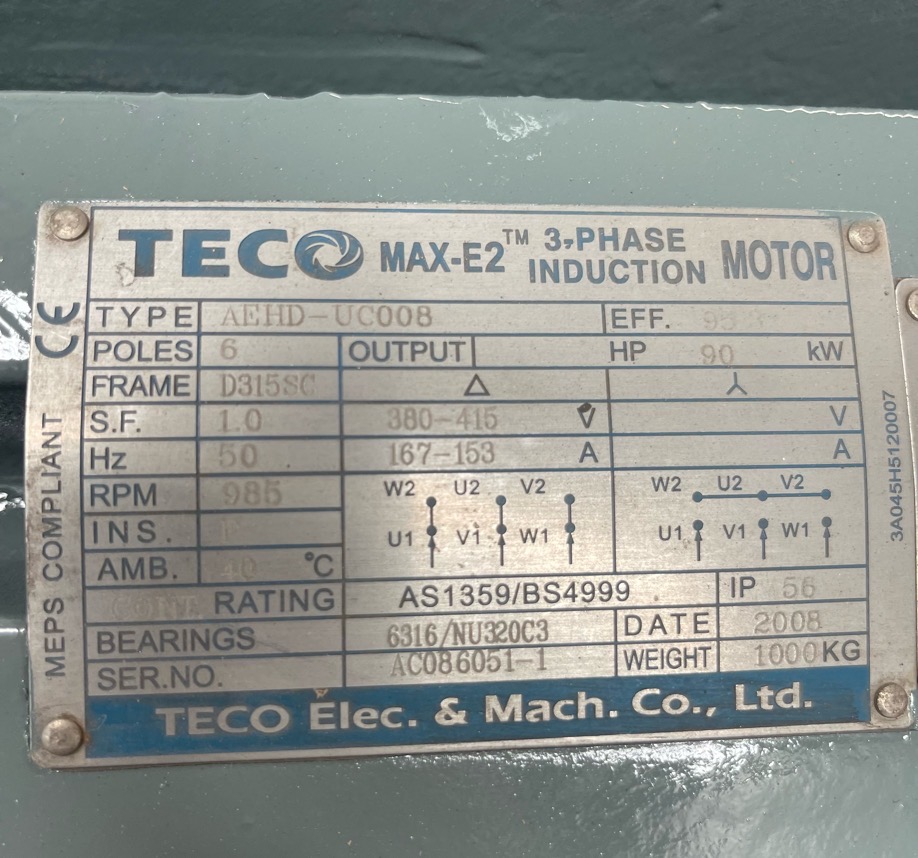 TECO MAX-E2™ 3-PHASE INDUCTION MOTOR
TYPE AEHD-UC008 EFF.
POLES 6 OUTPUT HP 90 kW
FRAME D315SC △ 人
S.F. 1.0 380-415 V V
Hz 50 167-153 A A
RPM 985 W2 U2 V2 W2 U2 V2
INS. U1 V1 W1 U1 V1 W1
AMB. 40 °C
CONT RATING AS1359/BS4999 IP 56
BEARINGS 6316/NU320C3 DATE 2008
SER.NO. AC086051-1 WEIGHT 1000KG
TECO Elec. & Mach. Co., Ltd.
CE
MEPS COMPLIANT
3A045H5120007